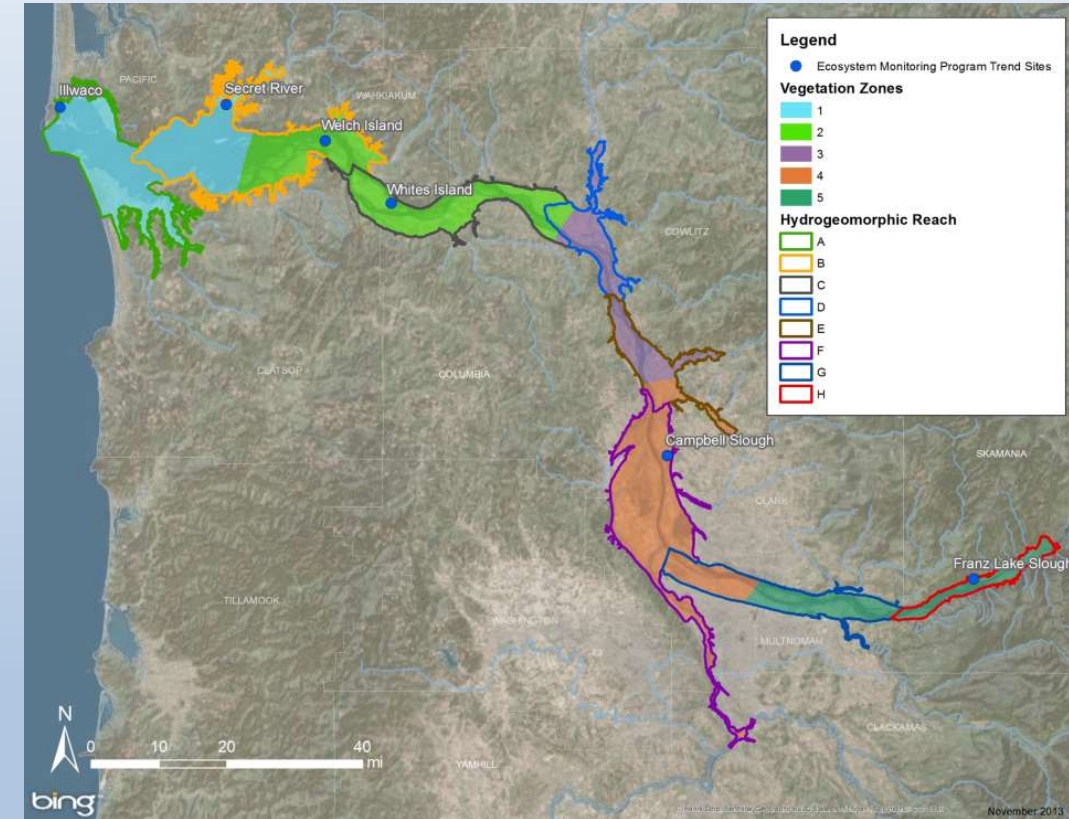 Legend
Ecosystem Monitoring Program Trend Sites
Vegetation Zones
1
2
3
4
5
Hydrogeomorphic Reach
A
B
C
D
E
F
G
H
PACIFIC
Illwaco
Secret River
WAHKIAKUM
Welch Island
Whites Island
COWLITZ
CLATSOP
COLUMBIA
Campbell Slough
SKAMANIA
CLARK
Franz Lake Slough
TILLAMOOK
WASHINGTON
MULTNOMAH
CLACKAMAS
YAMHILL
N
0 10 20 40
mi
bing
November 2013